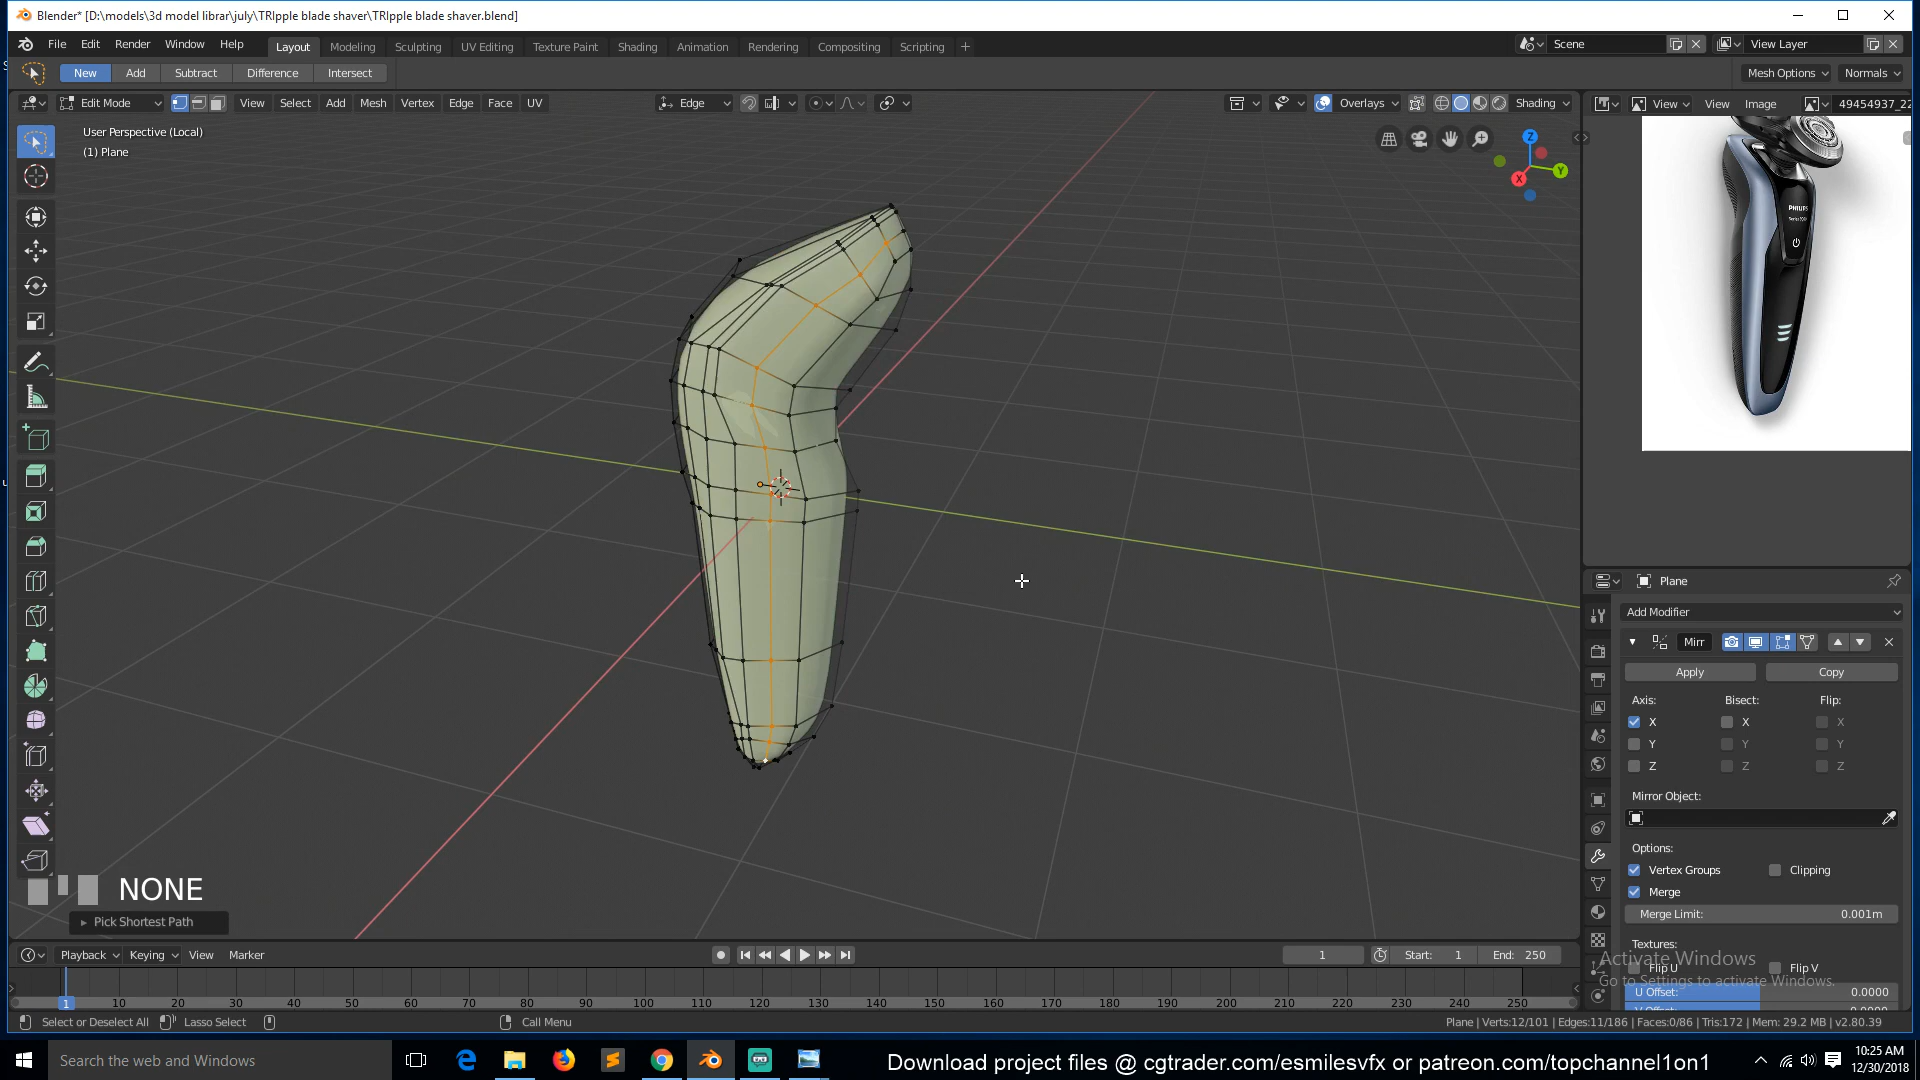 Blender* [D:\models\3d model librar\july\TRIpple blade shaver\TRIpple blade shaver.blend]
File Edit Render Window Help Layout Modeling Sculpting UV Editing Texture Paint Shading Animation Rendering Compositing Scripting + Scene View Layer
New Add Subtract Difference Intersect Mesh Options Normals
Edit Mode View Select Add Mesh Vertex Edge Face UV Edge Overlays Shading View View Image 49454937_22
User Perspective (Local)
(1) Plane
Z
Y
X
PHILIPS
Plane
Add Modifier
Mirr
Apply Copy
Axis: Bisect: Flip:
X X X
Y Y Y
Z Z Z
Mirror Object:
Options:
Vertex Groups Clipping
Merge
Merge Limit: 0.001m
Textures:
Flip U Flip V
U Offset: 0.0000
Activate Windows
Go to Settings to activate Windows.
NONE
Pick Shortest Path
Playback Keying View Marker 1 Start: 1 End: 250
1 10 20 30 40 50 60 70 80 90 100 110 120 130 140 150 160 170 180 190 200 210 220 230 240 250
Select or Deselect All Lasso Select Call Menu Plane | Verts:12/101 | Edges:11/186 | Faces:0/86 | Tris:172 | Mem: 29.2 MB | v2.80.39
Search the web and Windows
Download project files @ cgtrader.com/esmilesvfx or patreon.com/topchannel1on1
10:25 AM
12/30/2018